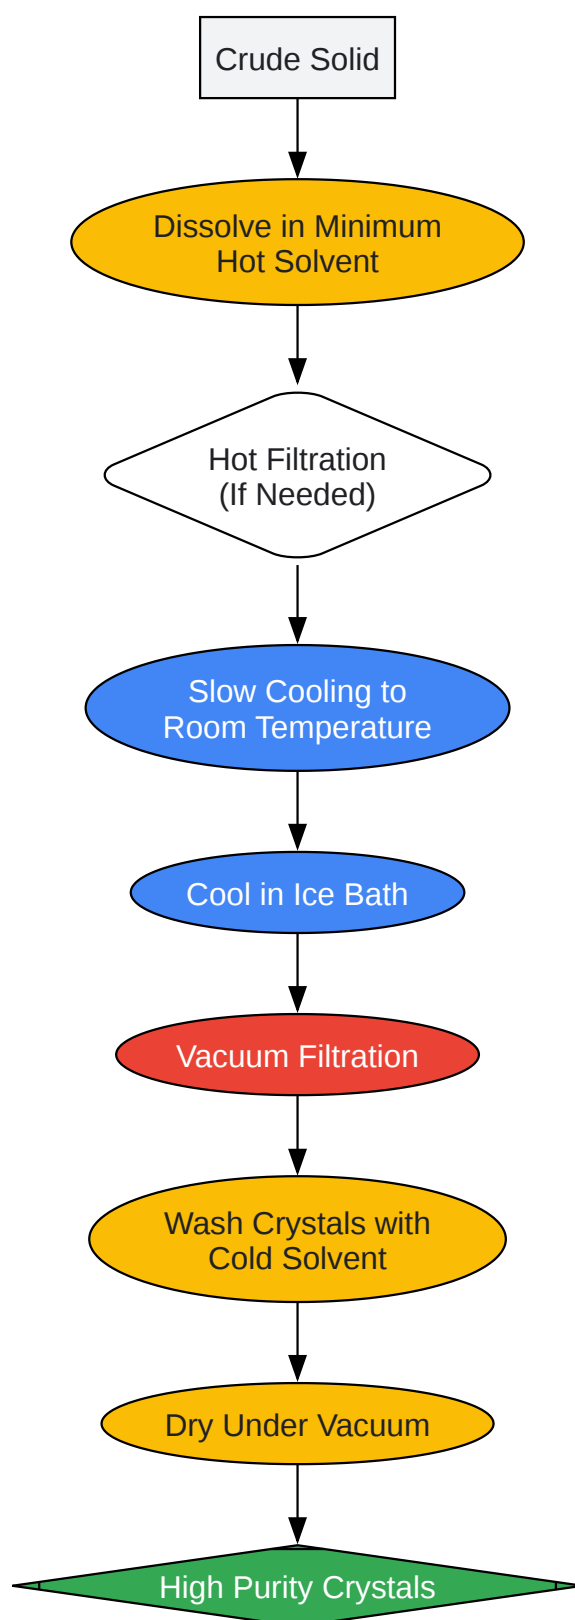 Crude Solid
Dissolve in Minimum
Hot Solvent
Hot Filtration
(If Needed)
Slow Cooling to
Room Temperature
Cool in Ice Bath
Vacuum Filtration
Wash Crystals with
Cold Solvent
Dry Under Vacuum
High Purity Crystals